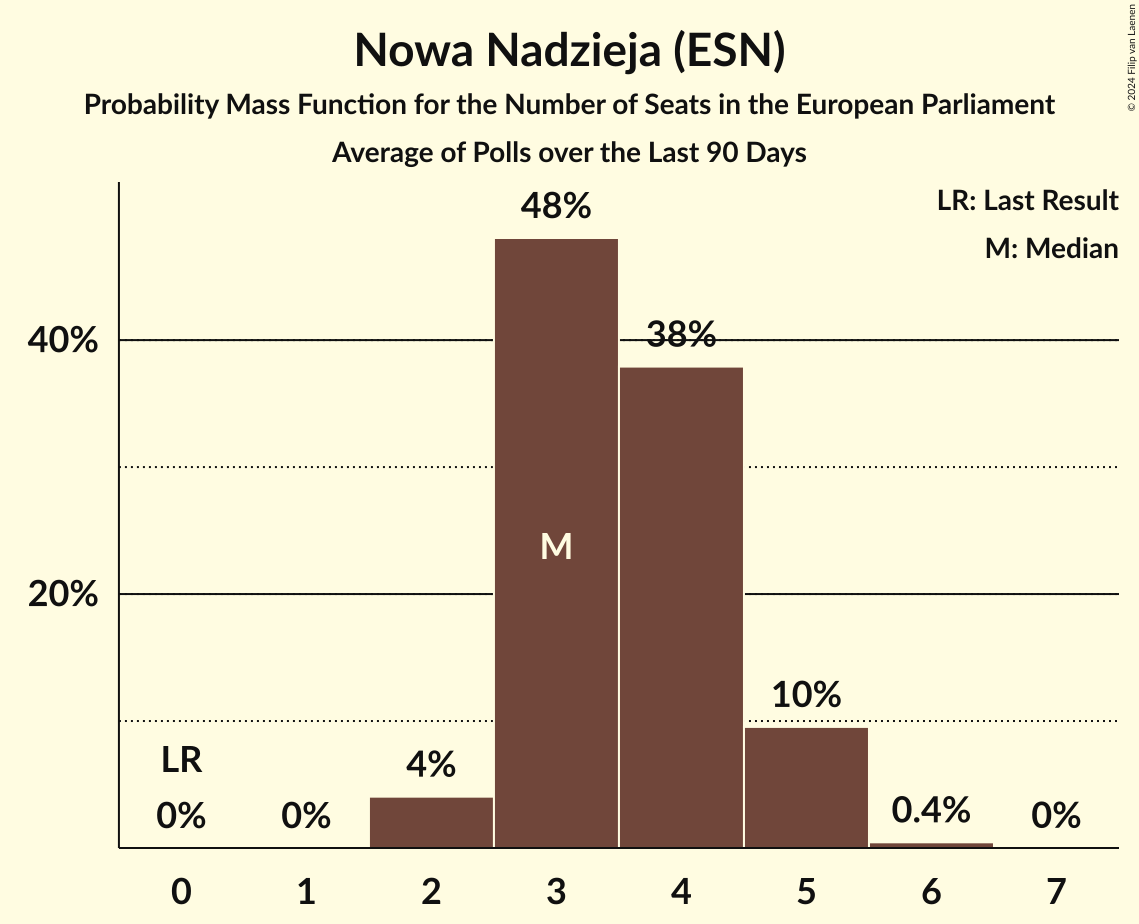 Nowa Nadzieja (ESN)
Probability Mass Function for the Number of Seats in the European Parliament
Average of Polls over the Last 90 Days
© 2024 Filip van Laenen
LR: Last Result
M: Median
48%
40%
38%
M
20%
10%
LR
4%
0%
0%
0.4%
0%
0 1 2 3 4 5 6 7